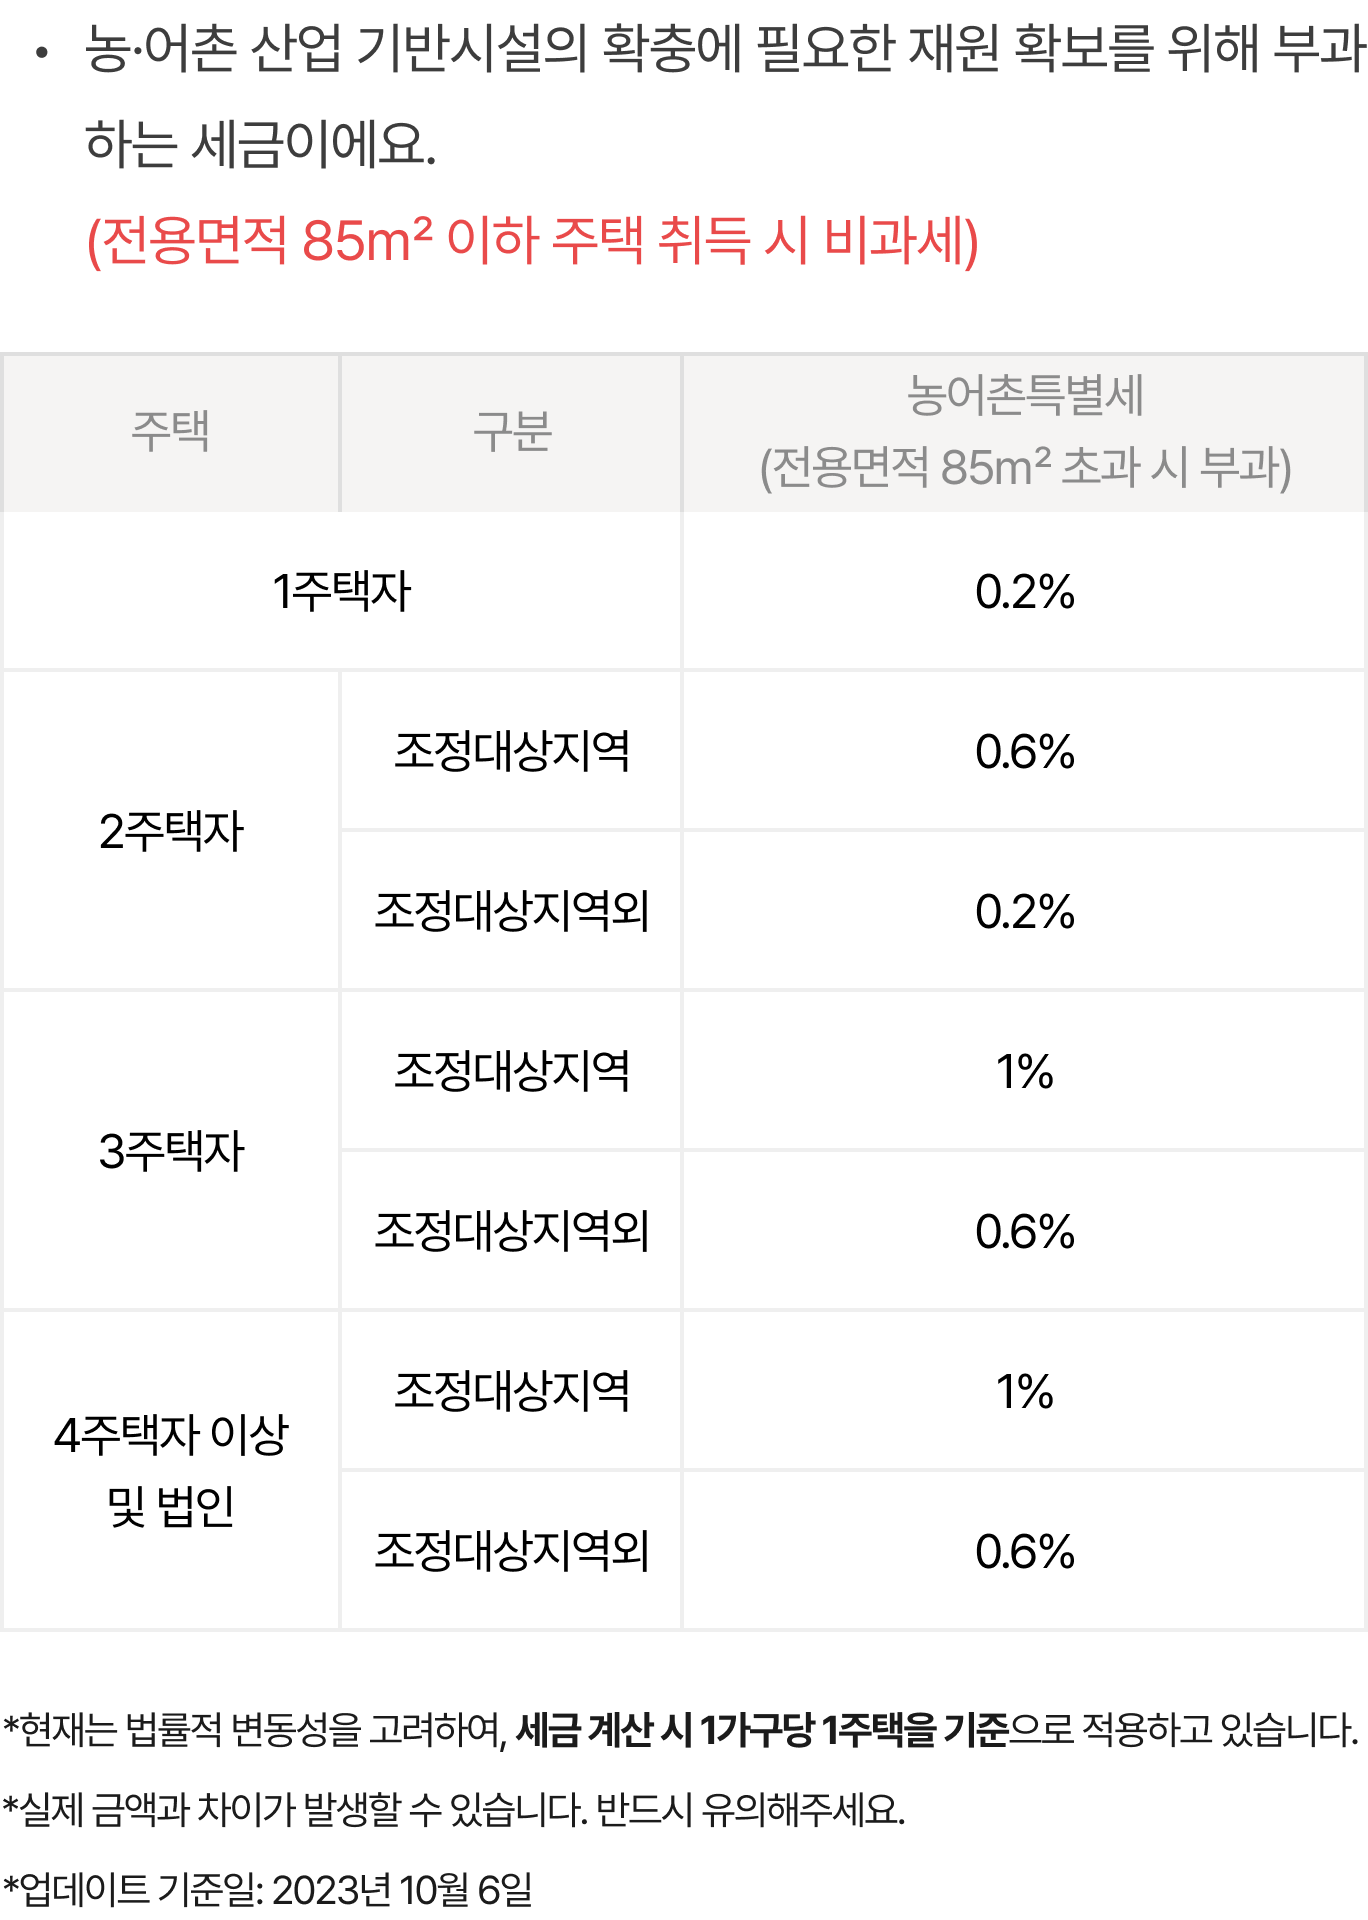 • 농·어촌 산업 기반시설의 확충에 필요한 재원 확보를 위해 부과
하는 세금이에요.
(전용면적 85m² 이하 주택 취득 시 비과세)
주택
구분
농어촌특별세
(전용면적 85m² 초과 시 부과)
1주택자
0.2%
2주택자
조정대상지역
0.6%
조정대상지역외
0.2%
3주택자
조정대상지역
1%
조정대상지역외
0.6%
4주택자 이상
및 법인
조정대상지역
1%
조정대상지역외
0.6%
*현재는 법률적 변동성을 고려하여, 세금 계산 시 1가구당 1주택을 기준으로 적용하고 있습니다.
*실제 금액과 차이가 발생할 수 있습니다. 반드시 유의해주세요.
*업데이트 기준일: 2023년 10월 6일